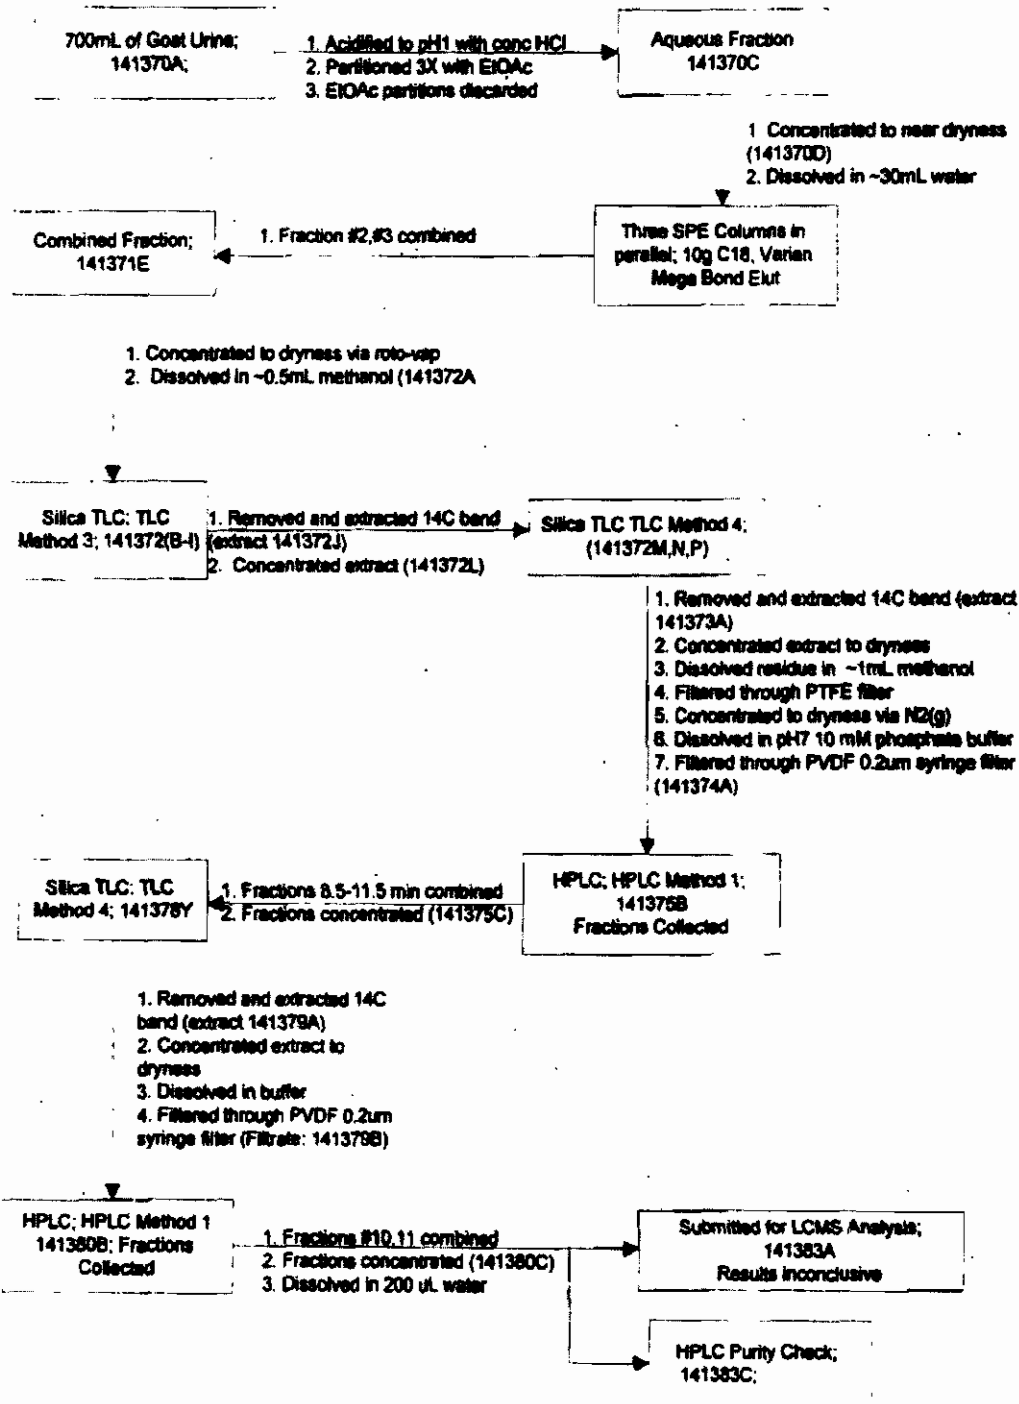 700mL of Goat Urine;
141370A;
1. Acidified to pH1 with conc HCl
2. Partitioned 3X with EtOAc
3. EtOAc partitions discarded
Aqueous Fraction
141370C
1 Concentrated to near dryness
(141370D)
2. Dissolved in ~30mL water
Three SPE Columns in
parallel; 10g C18, Varian
Mega Bond Elut
1. Fraction #2,#3 combined
Combined Fraction;
141371E
1. Concentrated to dryness via roto-vap
2. Dissolved in ~0.5mL methanol (141372A
Silica TLC: TLC
Method 3; 141372(B-I)
1. Removed and extracted 14C band
(extract 141372J)
2. Concentrated extract (141372L)
Silica TLC TLC Method 4;
(141372M,N,P)
1. Removed and extracted 14C band (extract
141373A)
2. Concentrated extract to dryness
3. Dissolved residue in ~1mL methanol
4. Filtered through PTFE filter
5. Concentrated to dryness via N2(g)
6. Dissolved in pH7 10 mM phosphate buffer
7. Filtered through PVDF 0.2um syringe filter
(141374A)
HPLC; HPLC Method 1;
141375B
Fractions Collected
1. Fractions 8.5-11.5 min combined
2. Fractions concentrated (141375C)
Silica TLC: TLC
Method 4; 141378Y
1. Removed and extracted 14C
band (extract 141379A)
2. Concentrated extract to
dryness
3. Dissolved in buffer
4. Filtered through PVDF 0.2um
syringe filter (Filtrate: 141379B)
HPLC; HPLC Method 1
141380B; Fractions
Collected
1. Fractions #10,11 combined
2. Fractions concentrated (141380C)
3. Dissolved in 200 uL water
Submitted for LCMS Analysis;
141383A
Results Inconclusive
HPLC Purity Check;
141383C;